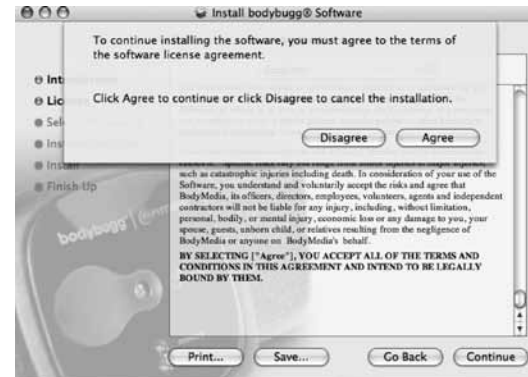 Install bodybugg® Software
To continue installing the software, you must agree to the terms of
the software license agreement.
Click Agree to continue or click Disagree to cancel the installation.
Disagree
Agree
Int
Lic
Sel
Ins
Install
Finish Up
such as catastrophic injuries including death. In consideration of your use of the
Software, you understand and voluntarily accept the risks and agree that
BodyMedia, its officers, directors, employees, volunteers, agents and independent
contractors will not be liable for any injury, including, without limitation,
personal, bodily, or mental injury, economic loss or any damage to you, your
spouse, guests, unborn child, or relatives resulting from the negligence of
BodyMedia or anyone on BodyMedia's behalf.
BY SELECTING ["Agree"], YOU ACCEPT ALL OF THE TERMS AND
CONDITIONS IN THIS AGREEMENT AND INTEND TO BE LEGALLY
BOUND BY THEM.
bodybugg
Print...
Save...
Go Back
Continue